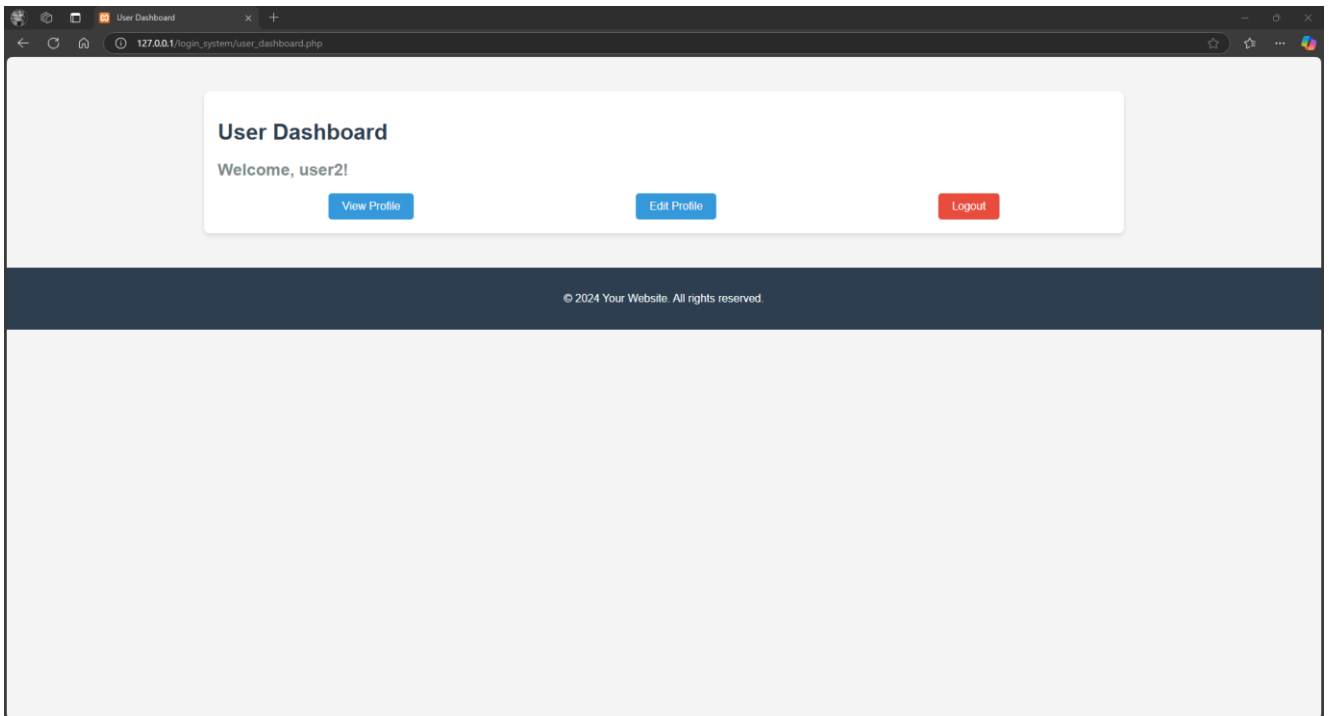 User Dashboard
127.0.0.1/login_system/user_dashboard.php
User Dashboard
Welcome, user2!
View Profile
Edit Profile
Logout
© 2024 Your Website. All rights reserved.